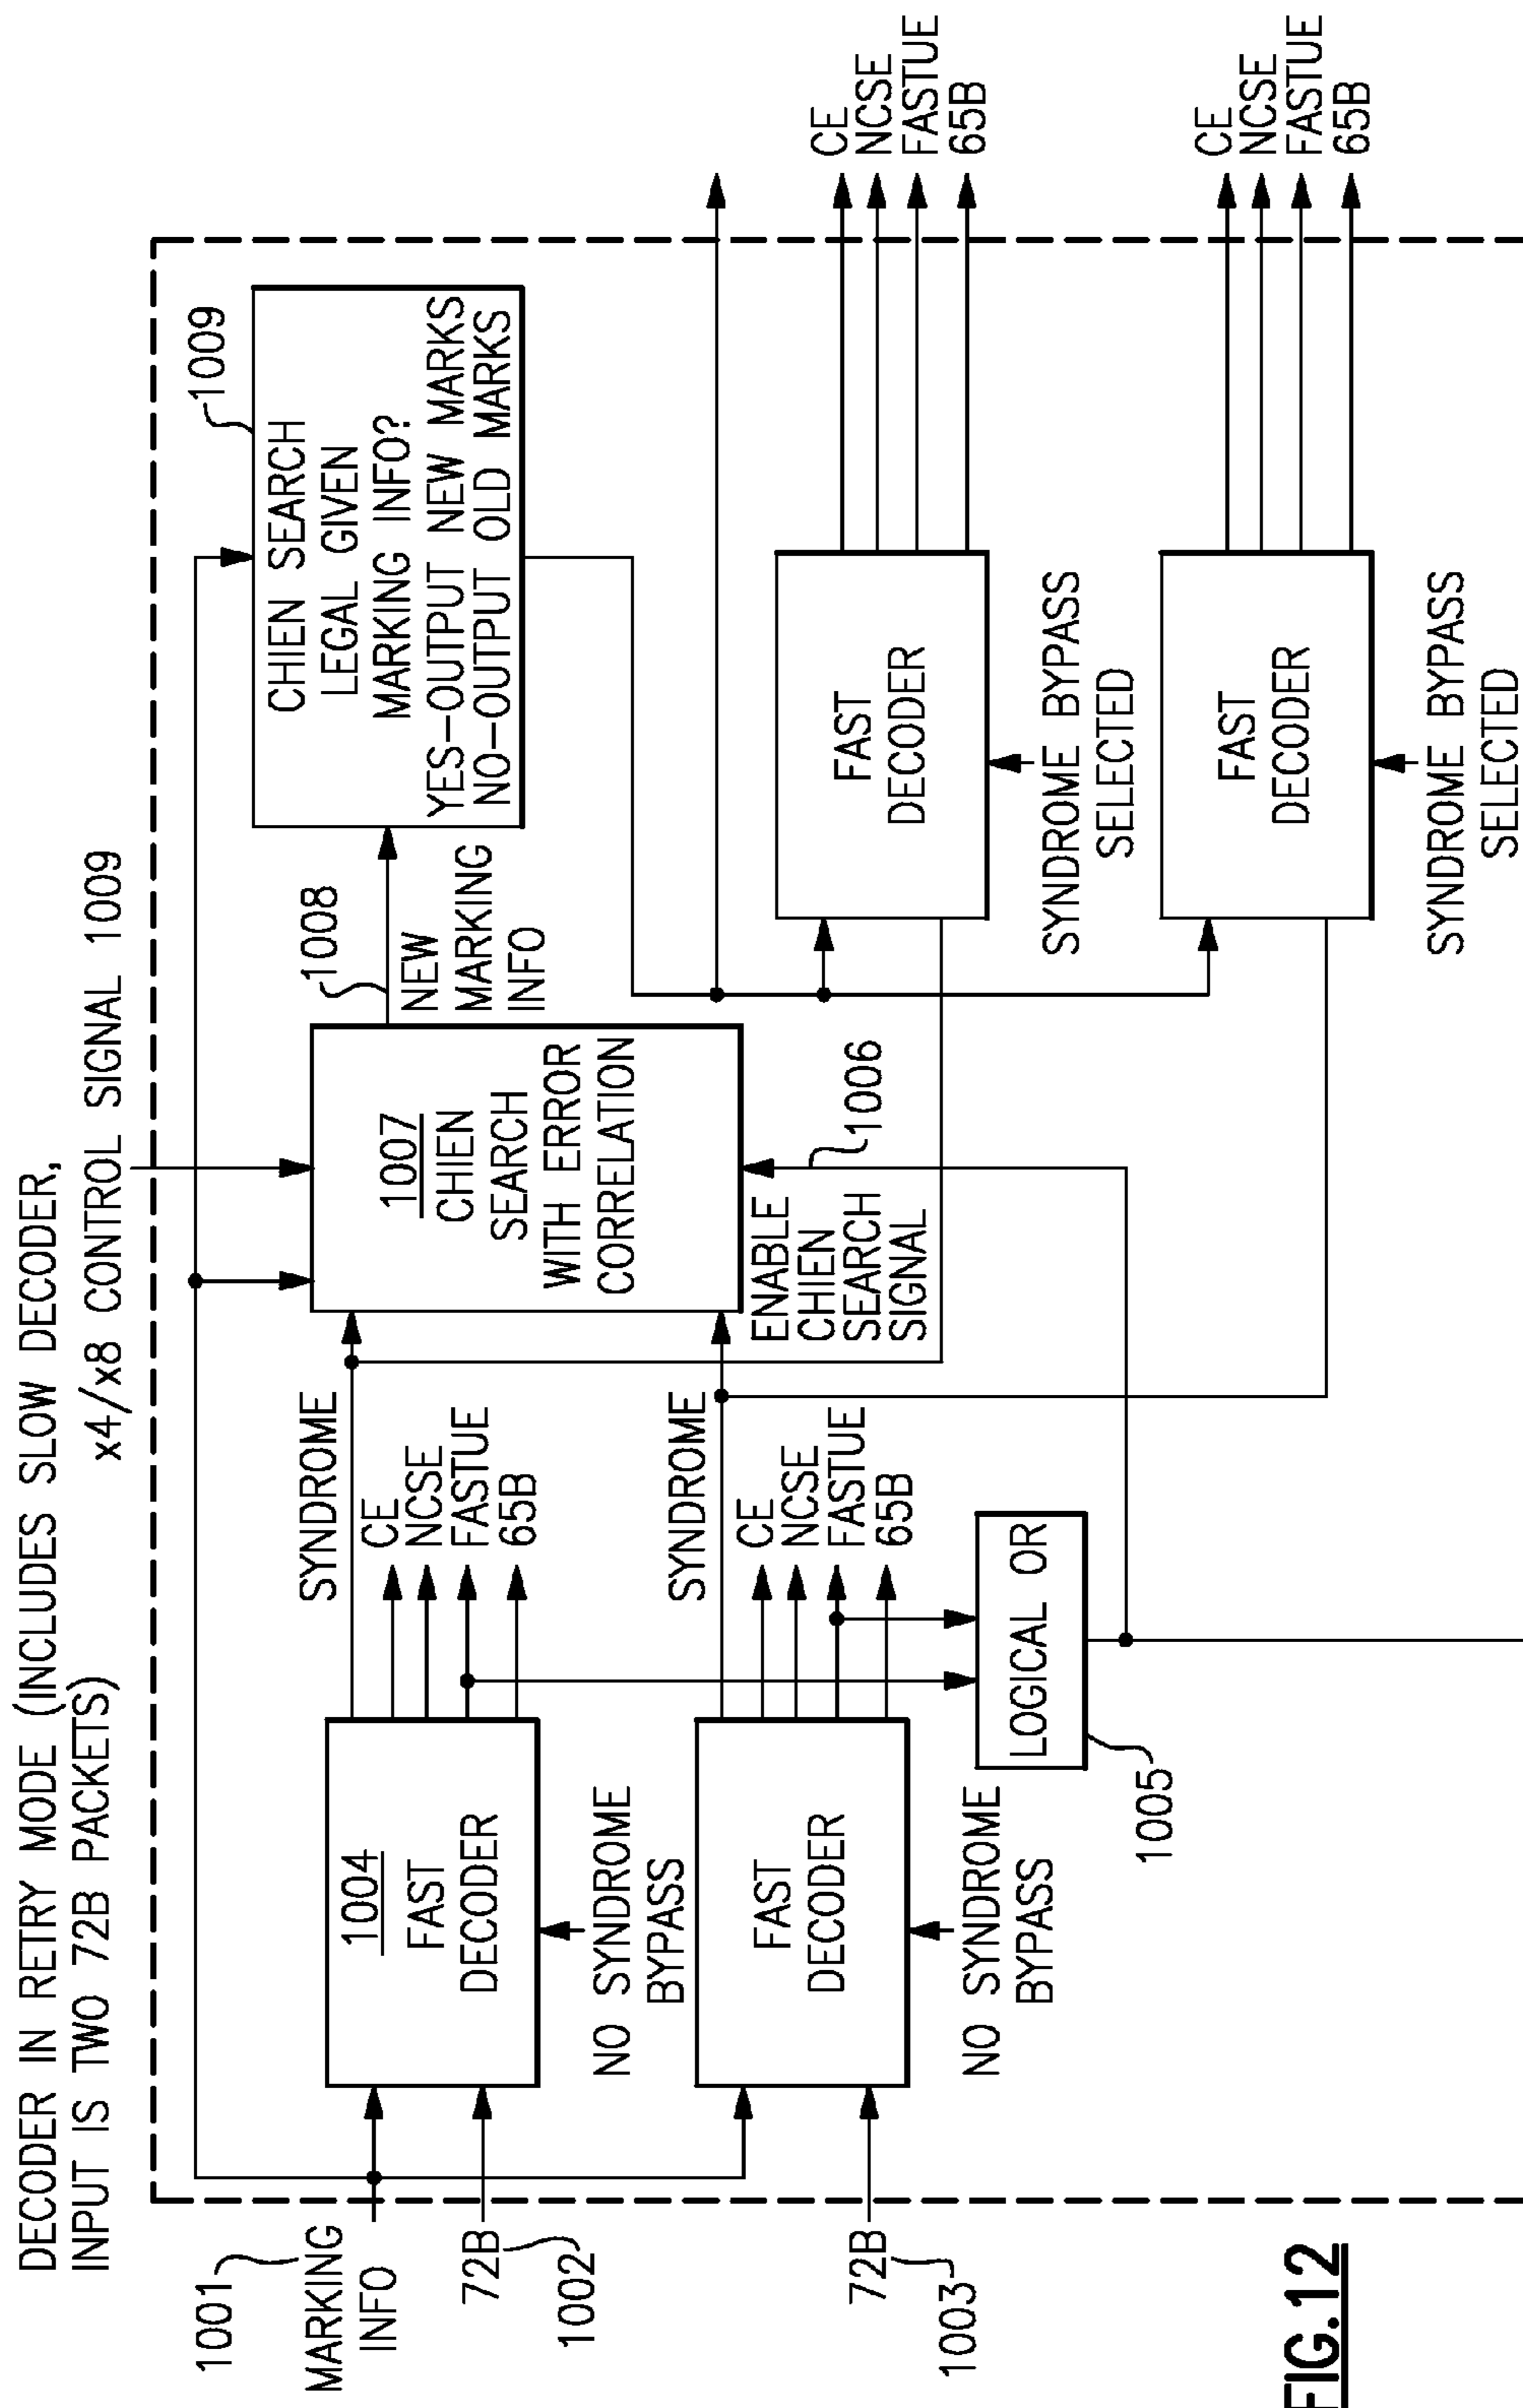 DECODER IN RETRY MODE (INCLUDES SLOW DECODER,
INPUT IS TWO 72B PACKETS)
x4/x8 CONTROL SIGNAL 1009
1001
MARKING
INFO
72B
1002
72B
1003
1004
FAST
DECODER
NO SYNDROME
BYPASS
SYNDROME
CE
NCSE
FASTUE
65B
FAST
DECODER
NO SYNDROME
BYPASS
SYNDROME
CE
NCSE
FASTUE
65B
LOGICAL OR
1005
1007
CHIEN
SEARCH
WITH ERROR
CORRELATION
ENABLE
CHIEN
SEARCH
SIGNAL
1006
1008
NEW
MARKING
INFO
1009
CHIEN SEARCH
LEGAL GIVEN
MARKING INFO?
YES-OUTPUT NEW MARKS
NO-OUTPUT OLD MARKS
FAST
DECODER
SYNDROME BYPASS
SELECTED
CE
NCSE
FASTUE
65B
FAST
DECODER
SYNDROME BYPASS
SELECTED
CE
NCSE
FASTUE
65B
FIG.12